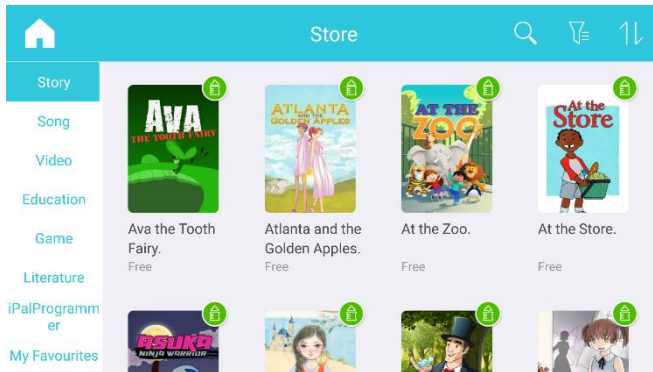 Store
Story
Song
Video
Education
Game
Literature
iPalProgramm
er
My Favourites
AVA
THE TOOTH FAIRY
Ava the Tooth
Fairy.
Free
ATLANTA
AND THE
GOLDEN APPLES
Atlanta and the
Golden Apples.
Free
AT THE
ZOO
At the Zoo.
Free
At the
Store
At the Store.
Free
ASUKA
NINJA WARRIOR